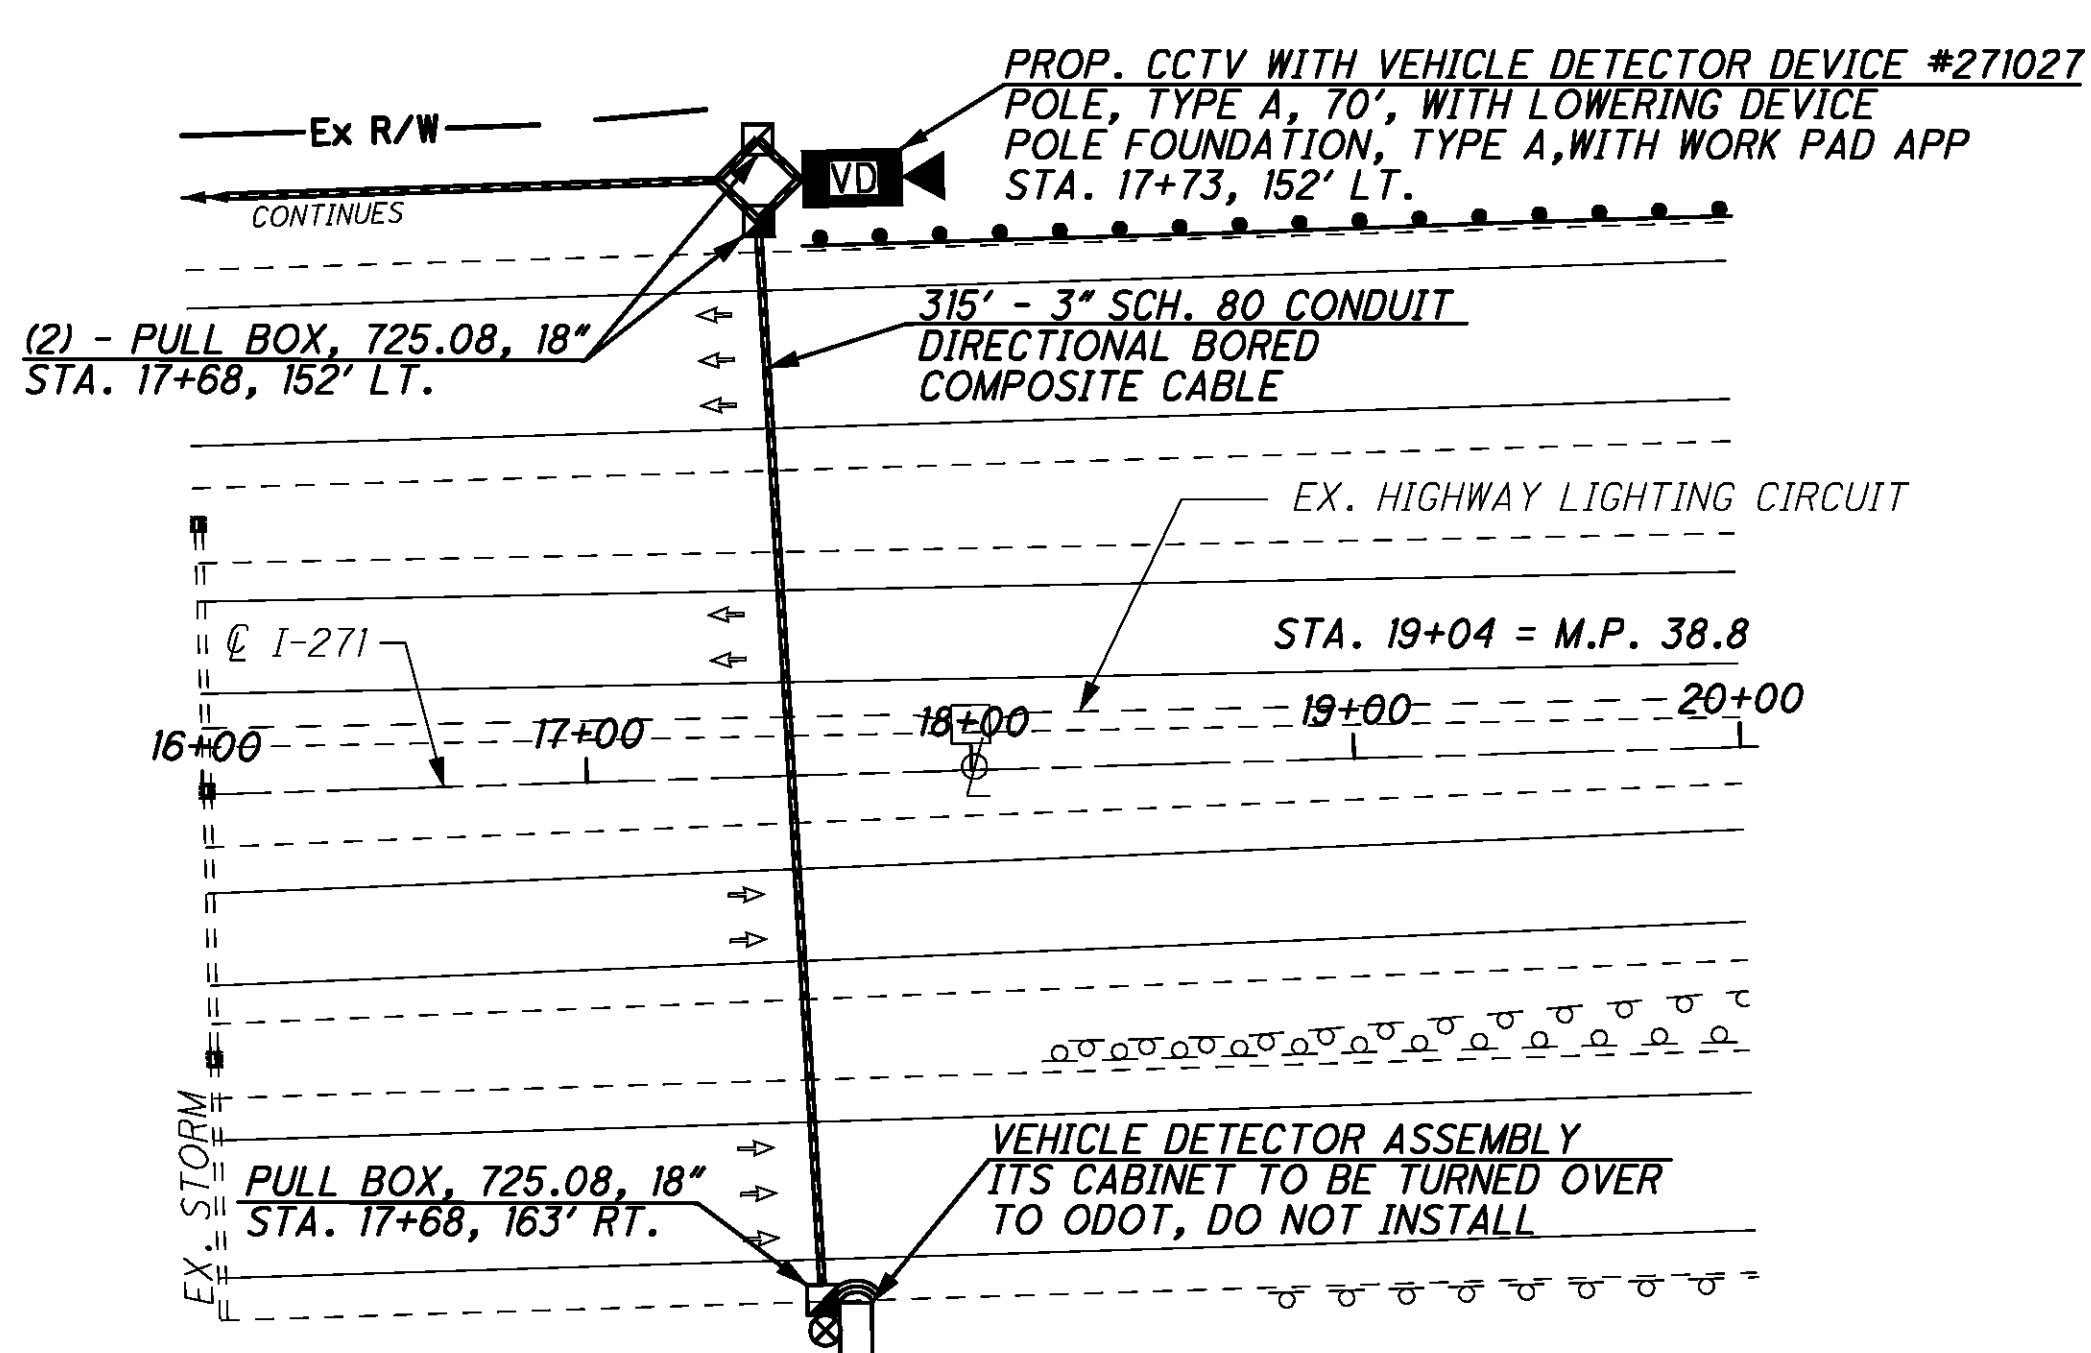 PROP. CCTV WITH VEHICLE DETECTOR DEVICE #271027
POLE, TYPE A, 70', WITH LOWERING DEVICE
POLE FOUNDATION, TYPE A,WITH WORK PAD APP
STA. 17+73, 152' LT.
Ex R/W
VD
CONTINUES
(2) - PULL BOX, 725.08, 18"
STA. 17+68, 152' LT.
315' - 3" SCH. 80 CONDUIT
DIRECTIONAL BORED
COMPOSITE CABLE
EX. HIGHWAY LIGHTING CIRCUIT
℄ I-271
STA. 19+04 = M.P. 38.8
16+00
17+00
18+00
19+00
20+00
EX. STORM
PULL BOX, 725.08, 18"
STA. 17+68, 163' RT.
VEHICLE DETECTOR ASSEMBLY
ITS CABINET TO BE TURNED OVER
TO ODOT, DO NOT INSTALL